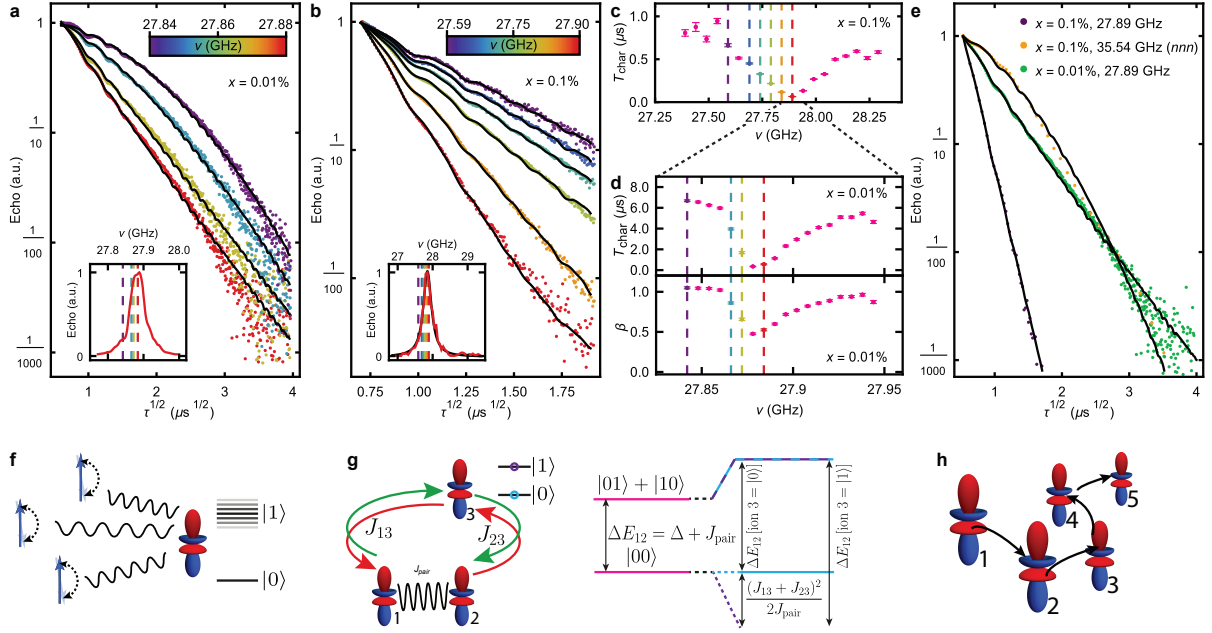 a
27.84 27.86 27.88
ν (GHz)
x = 0.01%
1
1
10
1
100
1
1000
Echo (a.u.)
ν (GHz)
27.8 27.9 28.0
1
0
Echo (a.u.)
1 2 3 4
τ^1/2 (μs^1/2)
b
27.59 27.75 27.90
ν (GHz)
x = 0.1%
1
1
10
1
100
Echo (a.u.)
ν (GHz)
27 28 29
1
0
Echo (a.u.)
0.75 1.00 1.25 1.50 1.75
τ^1/2 (μs^1/2)
c
x = 0.1%
T_char (μs)
1.0
0.5
0.0
27.25 27.50 27.75 28.00 28.25
ν (GHz)
d
x = 0.01%
T_char (μs)
8.0
6.0
4.0
2.0
0.0
β
1.0
0.5
0
x = 0.01%
27.85 27.9 27.95
ν (GHz)
e
x = 0.1%, 27.89 GHz
x = 0.1%, 35.54 GHz (nnn)
x = 0.01%, 27.89 GHz
1
1
10
1
100
1
1000
Echo (a.u.)
1 2 3 4
τ^1/2 (μs^1/2)
f
|1⟩
|0⟩
g
|1⟩
|0⟩
3
J_13
J_23
J_pair
1 2
|01⟩ + |10⟩
ΔE_12 = Δ + J_pair
|00⟩
ΔE_12 [ion 3 = |0⟩]
ΔE_12 [ion 3 = |1⟩]
(J_13 + J_23)^2
2J_pair
h
1
2
3
4
5